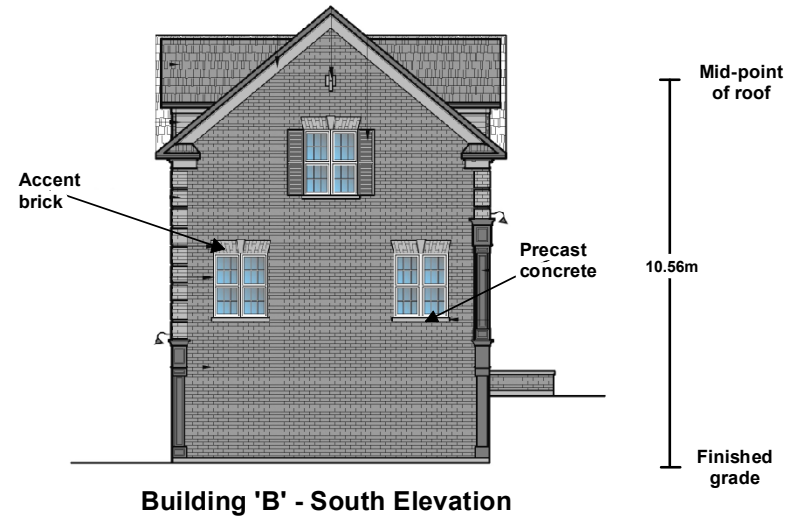 Mid-point
of roof
Accent
brick
Precast
concrete
10.56m
Finished
grade
Building 'B' - South Elevation